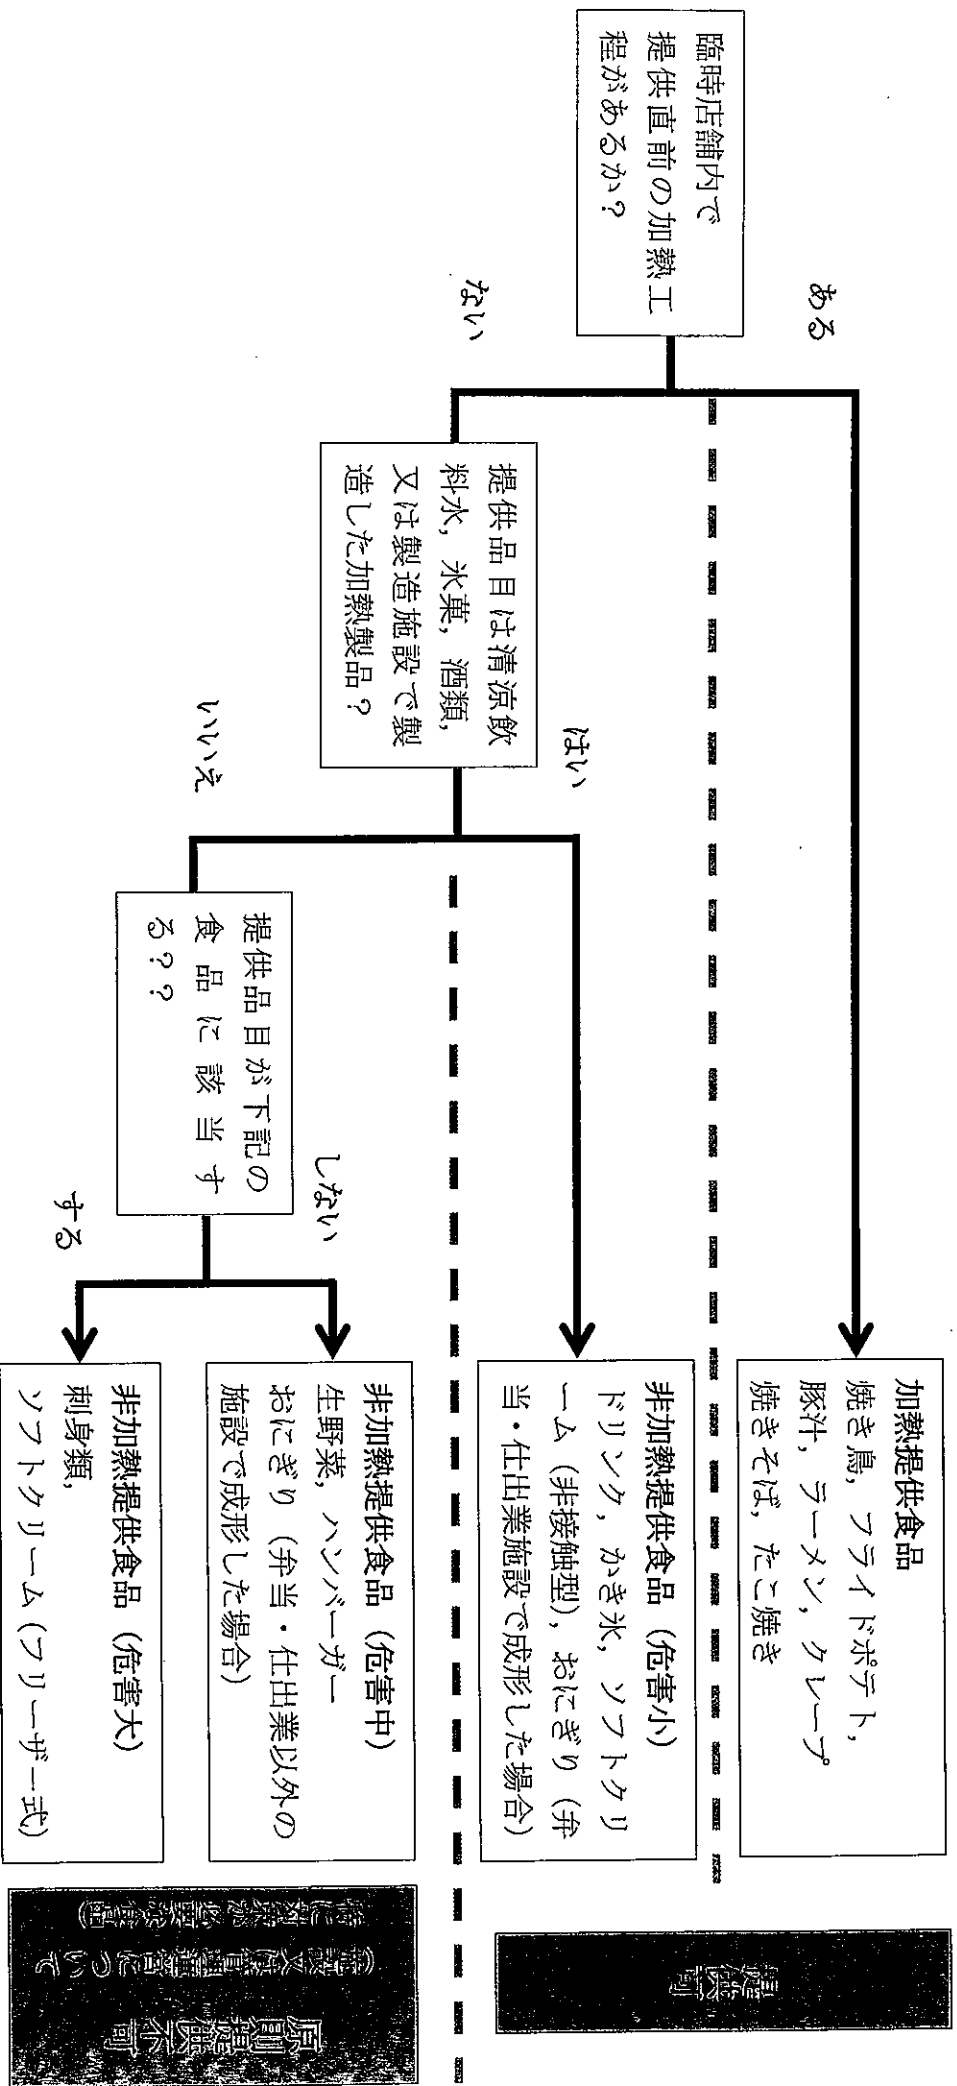 臨時店舗内で
提供直前の加熱工
程があるか？
ある
ない
提供品目は清涼飲
料水，氷菓，酒類，
又は製造施設で製
造した加熱製品？
はい
いいえ
提供品目が下記の
食品に該当す
る？？
しない
する
加熱提供食品
焼き鳥，フライドポテト，
豚汁，ラーメン，クレープ
焼きそば，たこ焼き
非加熱提供食品（危害小）
ドリンク，かき氷，ソフトクリ
ーム（非接触型），おにぎり（弁
当・仕出業施設で成形した場合）
非加熱提供食品（危害中）
生野菜，ハンバーガー
おにぎり（弁当・仕出業以外の
施設で成形した場合）
非加熱提供食品（危害大）
刺身類，
ソフトクリーム（フリーザー式）
提供可
原則提供不可
（施設又は管理運営について